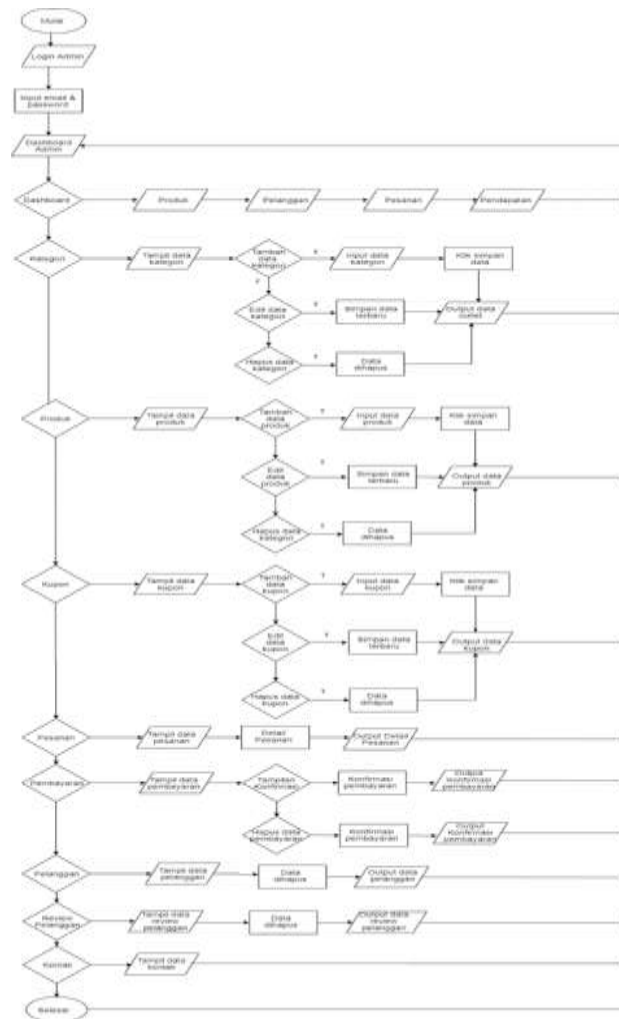 Mulai
Login Admin
Input email &
password
Dashboard
Admin
Dashboard
Produk
Pelanggan
Pesanan
Pendapatan
Kategori
Tampil data
kategori
Tambah
data
kategori
Y
Input data
kategori
Klik simpan
data
Y
Edit data
kategori
Y
Simpan data
terbaru
Output data
Hapus data
kategori
Y
Data
dihapus
Produk
Tampil data
produk
Tambah
data
produk
Y
Input data
produk
Klik simpan
data
Edit
data
produk
Y
Simpan data
terbaru
Output data
produk
Hapus data
kategori
Y
Data
dihapus
Kupon
Tampil data
kupon
Tambah
data
kupon
Y
Input data
kupon
Klik simpan
data
Edit
data
kupon
Y
Simpan data
terbaru
Output data
kupon
Hapus data
kupon
Y
Data
dihapus
Pesanan
Tampil data
pesanan
Detail
Pesanan
Output Detail
Pesanan
Pembayaran
Tampil data
pembayaran
Tampilan
Konfirmasi
Konfirmasi
pembayaran
Output
Konfirmasi
pembayaran
Hapus data
pembayaran
Konfirmasi
pembayaran
Output
Konfirmasi
pembayaran
Pelanggan
Tampil data
pelanggan
Data
dihapus
Output data
pelanggan
Review
Pelanggan
Tampil data
review
pelanggan
Data
dihapus
Output data
review
pelanggan
Kontak
Tampil data
kontak
Selesai